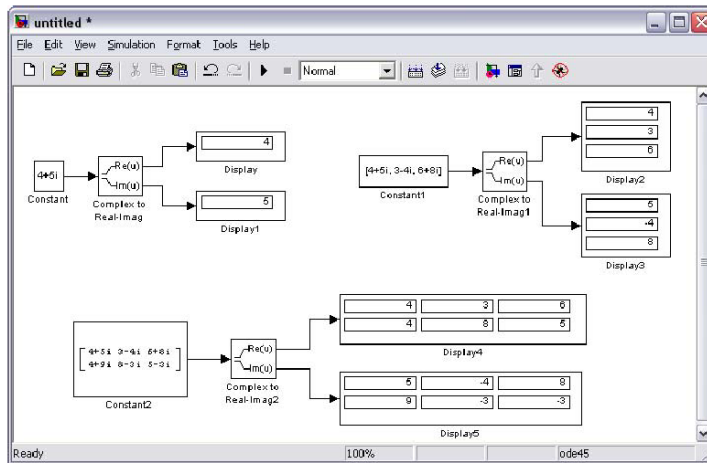 untitled *
File Edit View Simulation Format Tools Help
Normal
4+5i
Constant
Re(u)
Im(u)
Complex to
Real-Imag
4
Display
5
Display1
[4+5i, 3-4i, 6+8i]
Constant1
Re(u)
Im(u)
Complex to
Real-Imag1
4
3
6
Display2
5
-4
8
Display3
4+5i 3-4i 6+8i
4+9i 8-3i 5-3i
Constant2
Re(u)
Im(u)
Complex to
Real-Imag2
4 3 6
4 8 5
Display4
5 -4 8
9 -3 -3
Display5
Ready 100% ode45